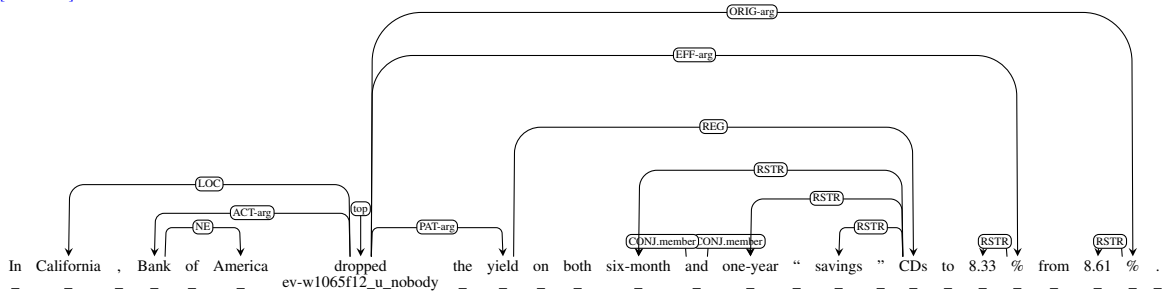 ORIG-arg
EFF-arg
REG
RSTR
LOC
RSTR
top
ACT-arg
NE
PAT-arg
RSTR
CONJ.member CONJ.member
RSTR
RSTR
In California , Bank of America dropped the yield on both six-month and one-year “ savings ” CDs to 8.33 % from 8.61 % .
_ _ _ _ _ _ ev-w1065f12_u_nobody _ _ _ _ _ _ _ _ _ _ _ _ _ _ _ _ _ _